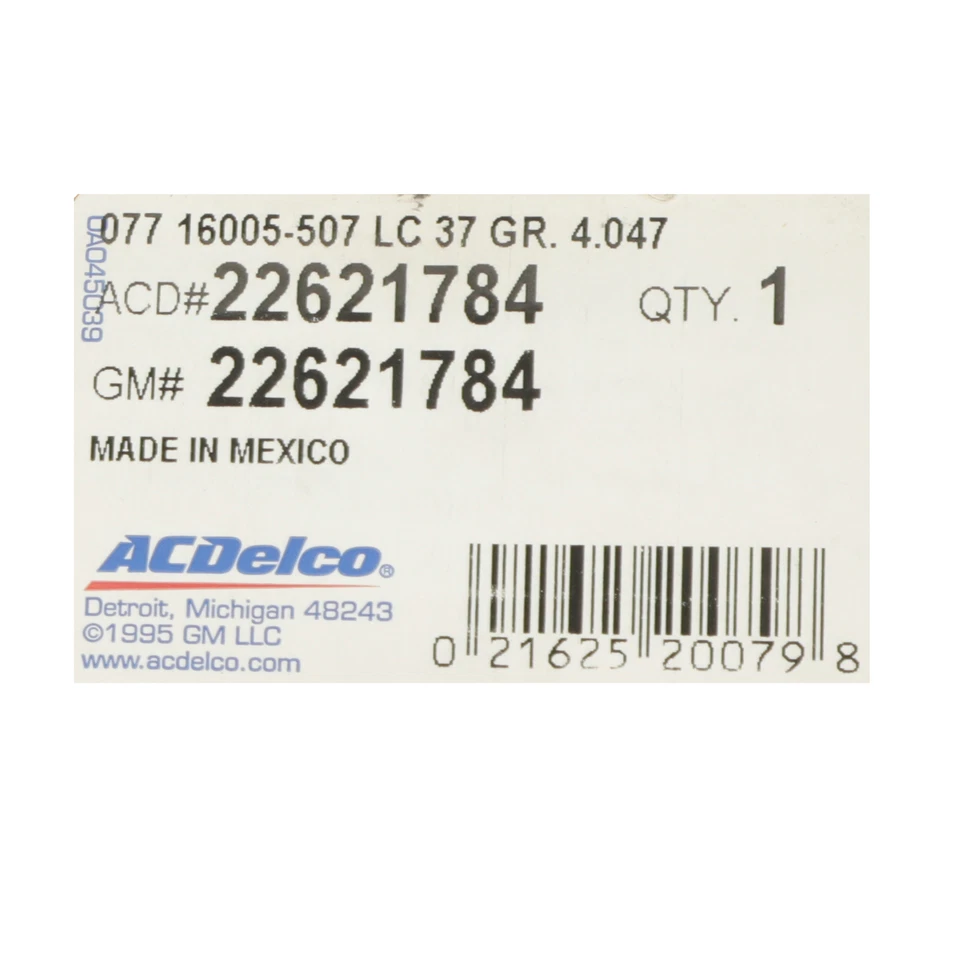 077 16005-507 LC 37 GR. 4.047
0A045039
ACD# 22621784 QTY. 1
GM# 22621784
MADE IN MEXICO
ACDelco®
Detroit, Michigan 48243
©1995 GM LLC
www.acdelco.com
0 21625 20079 8